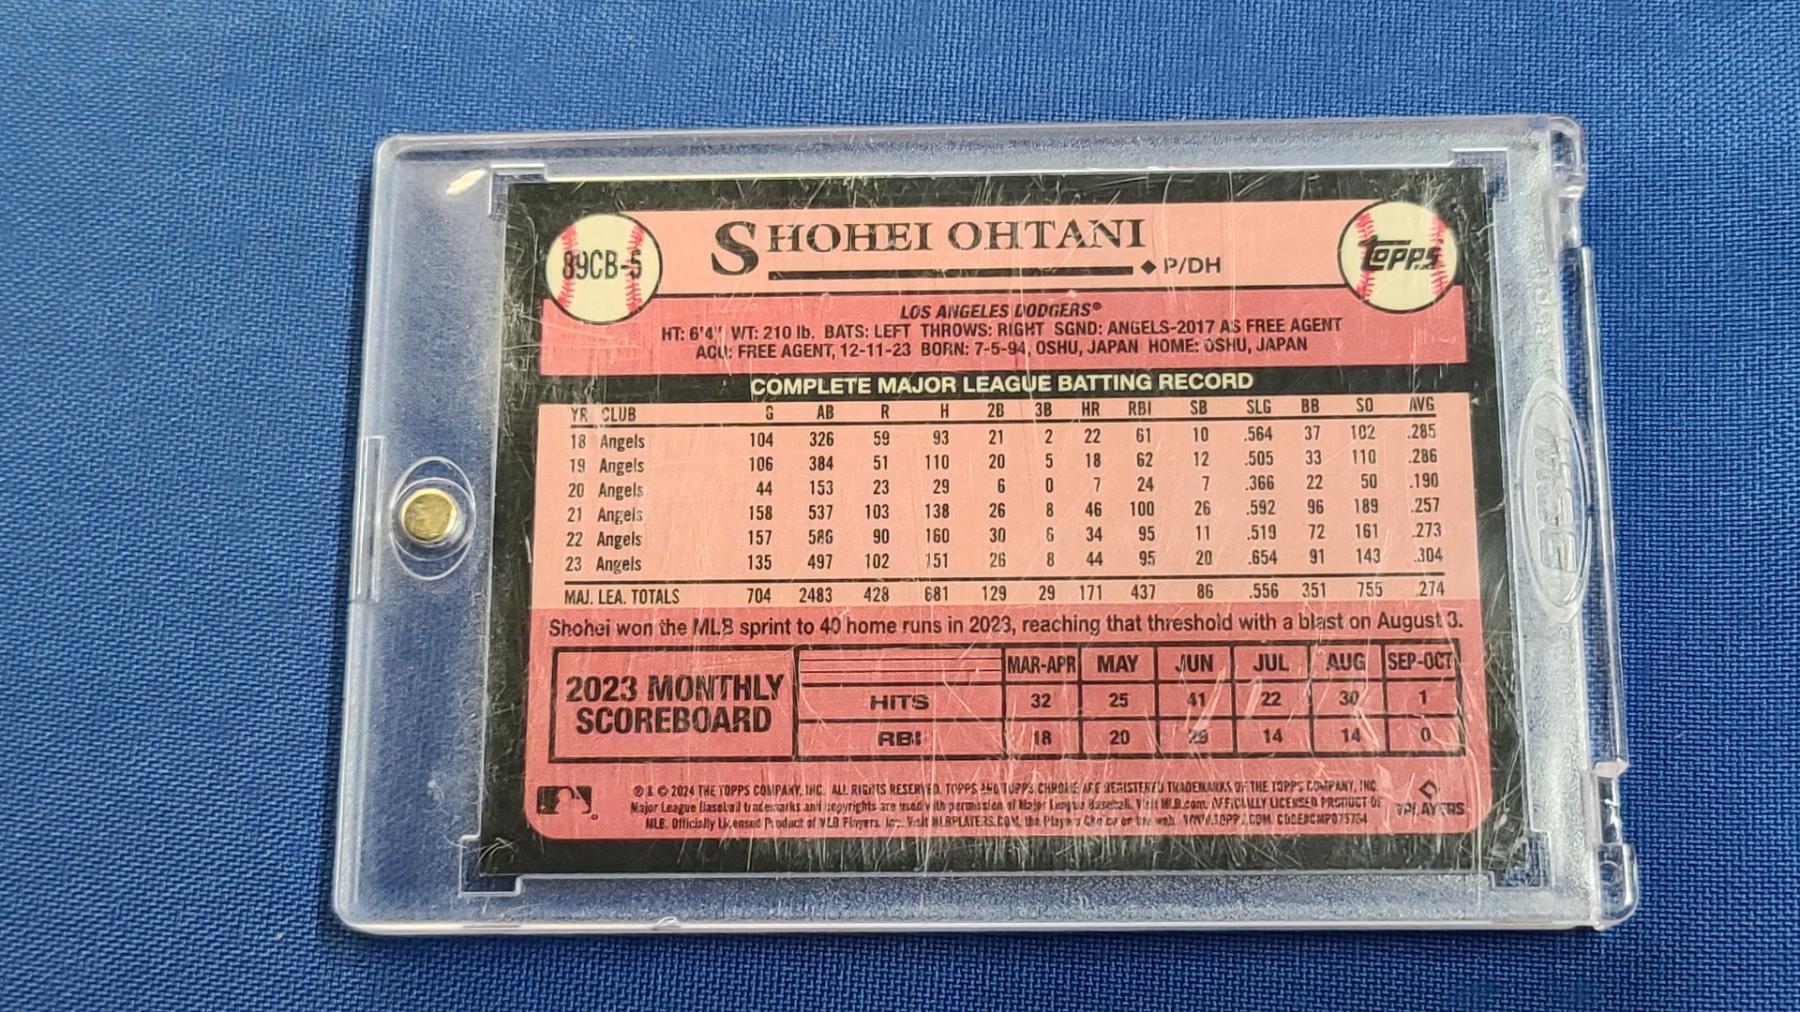 89CB-5
SHOHEI OHTANI
P/DH
topps
LOS ANGELES DODGERS®
HT: 6'4" WT: 210 lb. BATS: LEFT THROWS: RIGHT SGND: ANGELS-2017 AS FREE AGENT
ACQ: FREE AGENT, 12-11-23 BORN: 7-5-94, OSHU, JAPAN HOME: OSHU, JAPAN
COMPLETE MAJOR LEAGUE BATTING RECORD
YR CLUB G AB R H 2B 3B HR RBI SB SLG BB SO AVG
18 Angels 104 326 59 93 21 2 22 61 10 .564 37 102 .285
19 Angels 106 384 51 110 20 5 18 62 12 .505 33 110 .286
20 Angels 44 153 23 29 6 0 7 24 7 .366 22 50 .190
21 Angels 158 537 103 138 26 8 46 100 26 .592 96 189 .257
22 Angels 157 586 90 160 30 6 34 95 11 .519 72 161 .273
23 Angels 135 497 102 151 26 8 44 95 20 .654 91 143 .304
MAJ. LEA. TOTALS 704 2483 428 681 129 29 171 437 86 .556 351 755 .274
Shohei won the MLB sprint to 40 home runs in 2023, reaching that threshold with a blast on August 3.
2023 MONTHLY SCOREBOARD
MAR-APR MAY JUN JUL AUG SEP-OCT
HITS 32 25 41 22 30 1
RBI 18 20 29 14 14 0
® & © 2024 THE TOPPS COMPANY, INC. ALL RIGHTS RESERVED. TOPPS AND TOPPS CHROME ARE REGISTERED TRADEMARKS OF THE TOPPS COMPANY, INC.
Major League Baseball trademarks and copyrights are used with permission of Major League Baseball. Visit MLB.com. OFFICIALLY LICENSED PRODUCT OF
MLB. Officially Licensed Product of MLB Players, Inc. Visit MLBPLAYERS.COM, the Players Choice on the web. WWW.TOPPS.COM. CODE#CMP075754
PLAYERS